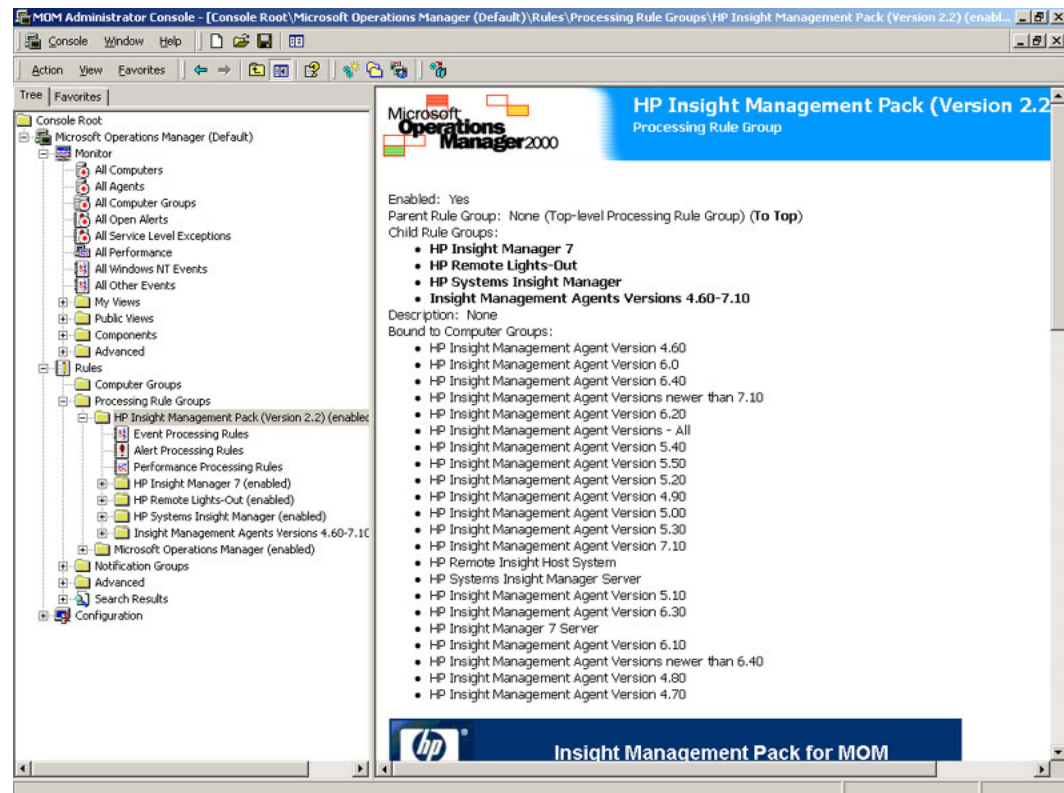 MOM Administrator Console - [Console Root\Microsoft Operations Manager (Default)\Rules\Processing Rule Groups\HP Insight Management Pack (Version 2.2) (enabl...
Console Window Help
Action View Favorites
Tree Favorites
Console Root
Microsoft Operations Manager (Default)
Monitor
All Computers
All Agents
All Computer Groups
All Open Alerts
All Service Level Exceptions
All Performance
All Windows NT Events
All Other Events
My Views
Public Views
Components
Advanced
Rules
Computer Groups
Processing Rule Groups
HP Insight Management Pack (Version 2.2) (enabled
Event Processing Rules
Alert Processing Rules
Performance Processing Rules
HP Insight Manager 7 (enabled)
HP Remote Lights-Out (enabled)
HP Systems Insight Manager (enabled)
Insight Management Agents Versions 4.60-7.10
Microsoft Operations Manager (enabled)
Notification Groups
Advanced
Search Results
Configuration
Microsoft
Operations
Manager2000
HP Insight Management Pack (Version 2.2
Processing Rule Group
Enabled: Yes
Parent Rule Group: None (Top-level Processing Rule Group) (To Top)
Child Rule Groups:
• HP Insight Manager 7
• HP Remote Lights-Out
• HP Systems Insight Manager
• Insight Management Agents Versions 4.60-7.10
Description: None
Bound to Computer Groups:
• HP Insight Management Agent Version 4.60
• HP Insight Management Agent Version 6.0
• HP Insight Management Agent Version 6.40
• HP Insight Management Agent Versions newer than 7.10
• HP Insight Management Agent Version 6.20
• HP Insight Management Agent Versions - All
• HP Insight Management Agent Version 5.40
• HP Insight Management Agent Version 5.50
• HP Insight Management Agent Version 5.20
• HP Insight Management Agent Version 4.90
• HP Insight Management Agent Version 5.00
• HP Insight Management Agent Version 5.30
• HP Insight Management Agent Version 7.10
• HP Remote Insight Host System
• HP Systems Insight Manager Server
• HP Insight Management Agent Version 5.10
• HP Insight Management Agent Version 6.30
• HP Insight Manager 7 Server
• HP Insight Management Agent Version 6.10
• HP Insight Management Agent Versions newer than 6.40
• HP Insight Management Agent Version 4.80
• HP Insight Management Agent Version 4.70
hp
Insight Management Pack for MOM